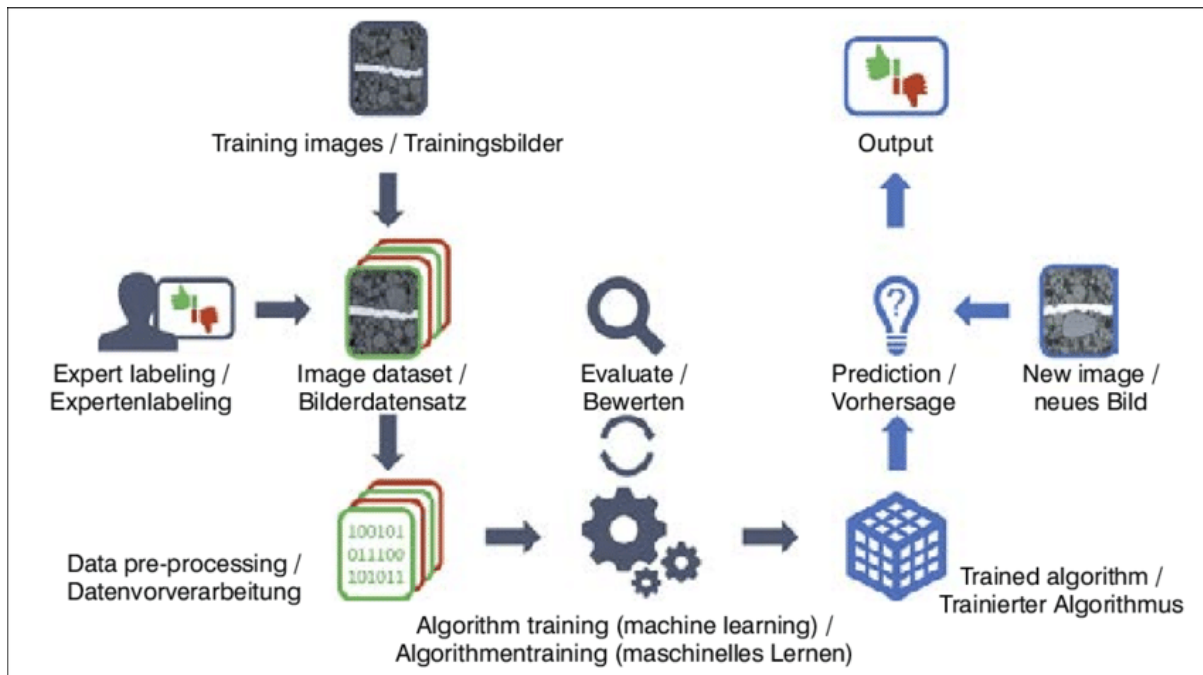 Training images / Trainingsbilder
Output
Expert labeling /
Expertenlabeling
Image dataset /
Bilderdatensatz
Evaluate /
Bewerten
Prediction /
Vorhersage
?
New image /
neues Bild
100101
011100
101011
Data pre-processing /
Datenvorverarbeitung
Algorithm training (machine learning) /
Algorithmentraining (maschinelles Lernen)
Trained algorithm /
Trainierter Algorithmus